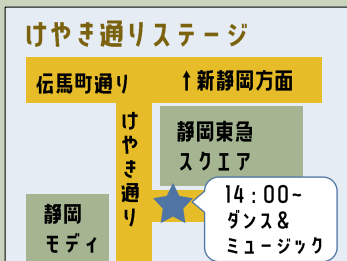 けやき通りステージ
伝馬町通り
↑新静岡方面
けやき通り
静岡東急
スクエア
14:00~
ダンス&
ミュージック
静岡
モディ